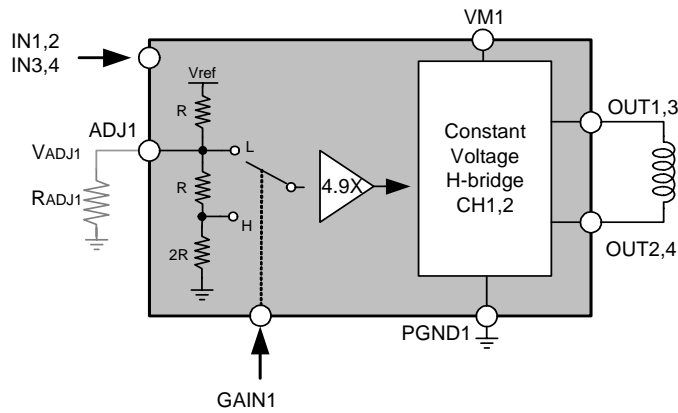 VM1
IN1,2
IN3,4
Vref
R
ADJ1
L
OUT1,3
VADJ1
RADJ1
R
4.9X
Constant
Voltage
H-bridge
CH1,2
H
2R
OUT2,4
PGND1
GAIN1